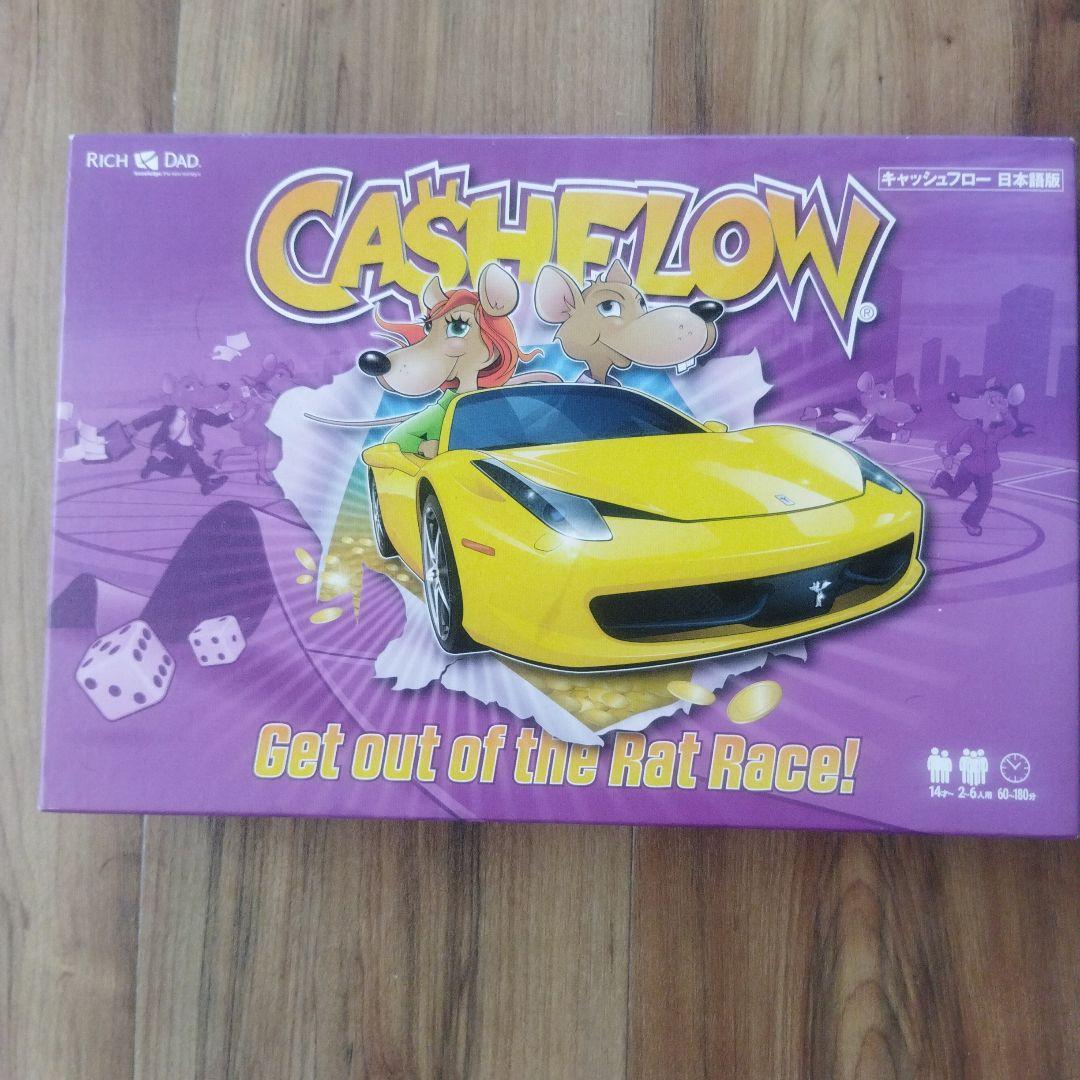 RICH DAD.
キャッシュフロー 日本語版
CA$HFLOW®
Get out of the Rat Race!
14才~ 2~6人用 60~180分